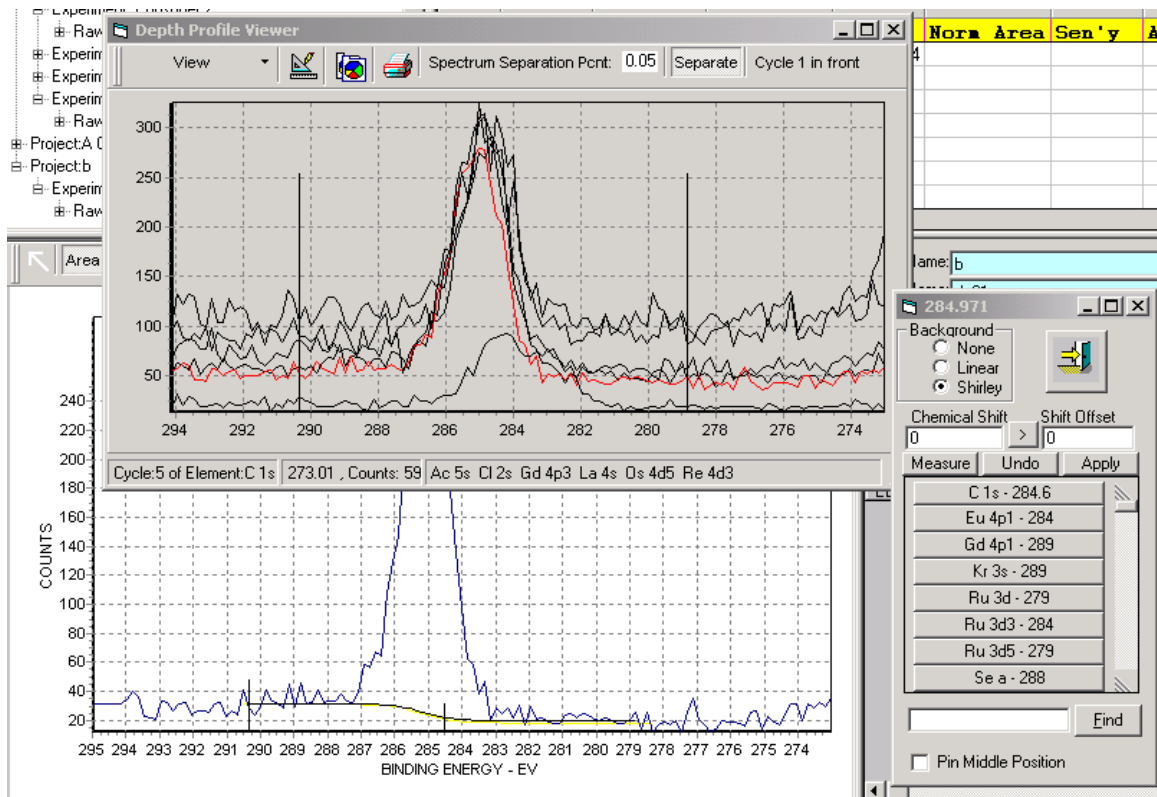 Raw
Experim
Experim
Experim
Raw
Project:A
Project:b
Experim
Raw
Depth Profile Viewer
View
Spectrum Separation Pcnt: 0.05 Separate Cycle 1 in front
300
250
200
150
100
50
294 292 290 288 286 284 282 280 278 276 274
Cycle:5 of Element:C 1s 273.01 , Counts: 59 Ac 5s Cl 2s Gd 4p3 La 4s Os 4d5 Re 4d3
Norm Area Sen'y A
4
ame: b
Area
COUNTS
240
220
200
180
160
140
120
100
80
60
40
20
295 294 293 292 291 290 289 288 287 286 285 284 283 282 281 280 279 278 277 276 275 274
BINDING ENERGY - EV
284.971
Background
None
Linear
Shirley
Chemical Shift Shift Offset
0 > 0
Measure Undo Apply
C 1s - 284.6
Eu 4p1 - 284
Gd 4p1 - 289
Kr 3s - 289
Ru 3d - 279
Ru 3d3 - 284
Ru 3d5 - 279
Se a - 288
Find
Pin Middle Position